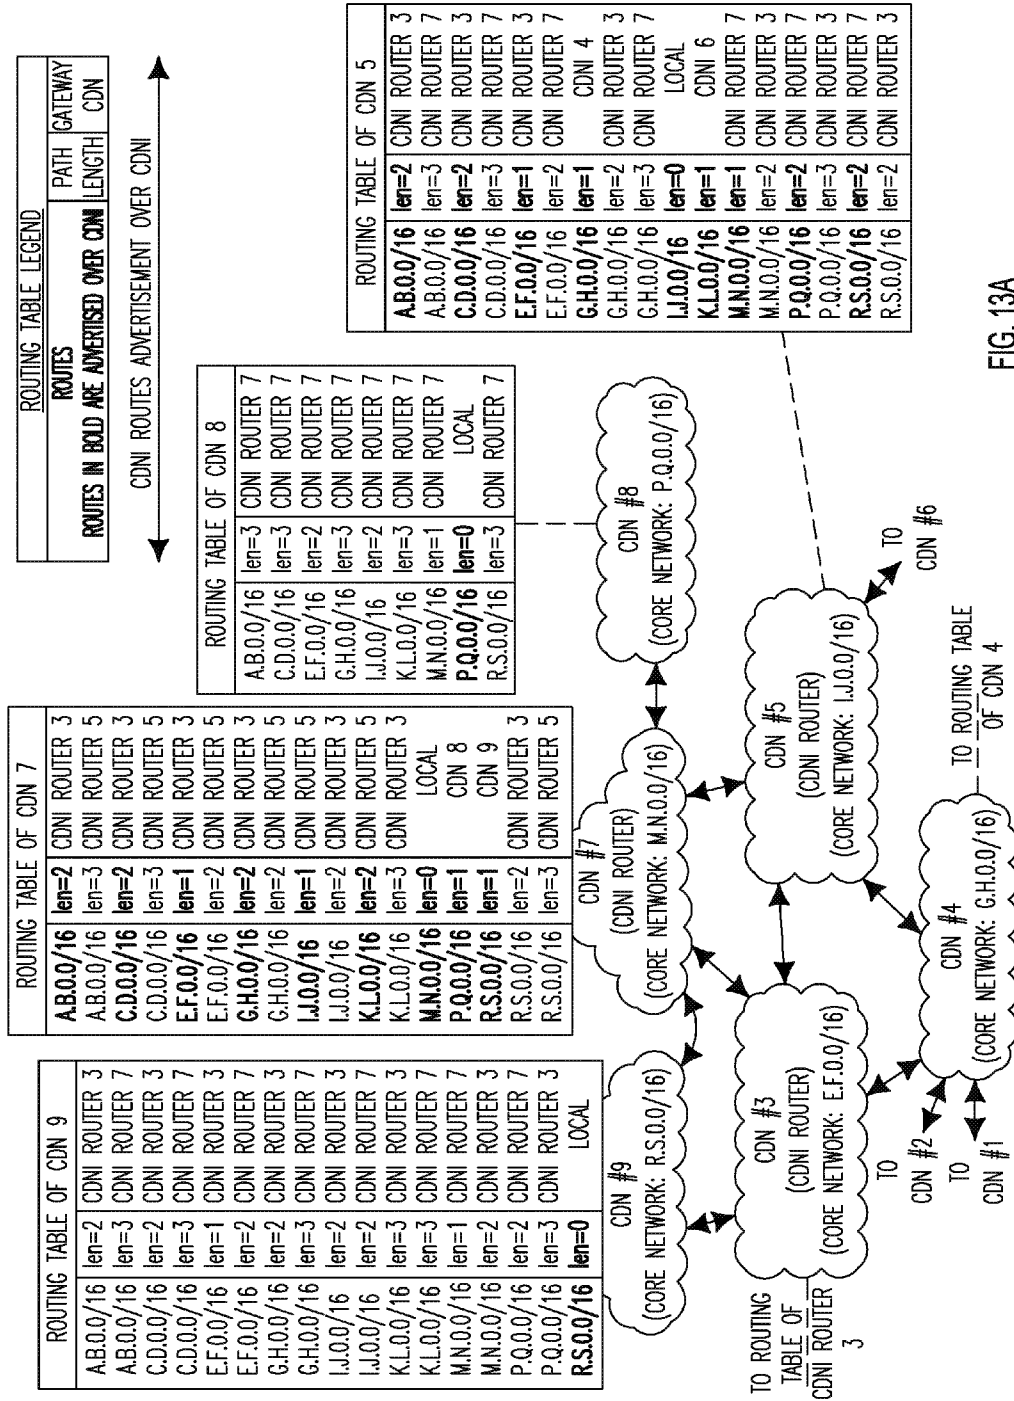 ROUTING TABLE OF CDN 9
A.B.0.0/16 len=2 CDNI ROUTER 3
A.B.0.0/16 len=3 CDNI ROUTER 7
C.D.0.0/16 len=2 CDNI ROUTER 3
C.D.0.0/16 len=3 CDNI ROUTER 7
E.F.0.0/16 len=1 CDNI ROUTER 3
E.F.0.0/16 len=2 CDNI ROUTER 7
G.H.0.0/16 len=2 CDNI ROUTER 3
G.H.0.0/16 len=3 CDNI ROUTER 7
I.J.0.0/16 len=2 CDNI ROUTER 3
I.J.0.0/16 len=2 CDNI ROUTER 7
K.L.0.0/16 len=3 CDNI ROUTER 3
K.L.0.0/16 len=3 CDNI ROUTER 7
M.N.0.0/16 len=1 CDNI ROUTER 7
M.N.0.0/16 len=2 CDNI ROUTER 3
P.Q.0.0/16 len=2 CDNI ROUTER 7
P.Q.0.0/16 len=3 CDNI ROUTER 3
R.S.0.0/16 len=0 LOCAL
ROUTING TABLE OF CDN 7
A.B.0.0/16 len=2 CDNI ROUTER 3
A.B.0.0/16 len=3 CDNI ROUTER 5
C.D.0.0/16 len=2 CDNI ROUTER 3
C.D.0.0/16 len=3 CDNI ROUTER 5
E.F.0.0/16 len=1 CDNI ROUTER 3
E.F.0.0/16 len=2 CDNI ROUTER 5
G.H.0.0/16 len=2 CDNI ROUTER 3
G.H.0.0/16 len=2 CDNI ROUTER 5
I.J.0.0/16 len=1 CDNI ROUTER 5
I.J.0.0/16 len=2 CDNI ROUTER 3
K.L.0.0/16 len=2 CDNI ROUTER 5
K.L.0.0/16 len=3 CDNI ROUTER 3
M.N.0.0/16 len=0 LOCAL
P.Q.0.0/16 len=1 CDN 8
R.S.0.0/16 len=1 CDN 9
R.S.0.0/16 len=2 CDNI ROUTER 3
R.S.0.0/16 len=3 CDNI ROUTER 5
ROUTING TABLE OF CDN 8
A.B.0.0/16 len=3 CDNI ROUTER 7
C.D.0.0/16 len=3 CDNI ROUTER 7
E.F.0.0/16 len=2 CDNI ROUTER 7
G.H.0.0/16 len=3 CDNI ROUTER 7
I.J.0.0/16 len=2 CDNI ROUTER 7
K.L.0.0/16 len=3 CDNI ROUTER 7
M.N.0.0/16 len=1 CDNI ROUTER 7
P.Q.0.0/16 len=0 LOCAL
R.S.0.0/16 len=3 CDNI ROUTER 7
ROUTING TABLE LEGEND
ROUTES
ROUTES IN BOLD ARE ADVERTISED OVER CDNI
PATH LENGTH
GATEWAY CDN
CDNI ROUTES ADVERTISEMENT OVER CDNI
ROUTING TABLE OF CDN 5
A.B.0.0/16 len=2 CDNI ROUTER 3
A.B.0.0/16 len=3 CDNI ROUTER 7
C.D.0.0/16 len=2 CDNI ROUTER 3
C.D.0.0/16 len=3 CDNI ROUTER 7
E.F.0.0/16 len=1 CDNI ROUTER 3
E.F.0.0/16 len=2 CDNI ROUTER 7
G.H.0.0/16 len=1 CDNI 4
G.H.0.0/16 len=2 CDNI ROUTER 3
G.H.0.0/16 len=3 CDNI ROUTER 7
I.J.0.0/16 len=0 LOCAL
K.L.0.0/16 len=1 CDNI 6
M.N.0.0/16 len=1 CDNI ROUTER 7
M.N.0.0/16 len=2 CDNI ROUTER 3
P.Q.0.0/16 len=2 CDNI ROUTER 7
P.Q.0.0/16 len=3 CDNI ROUTER 3
R.S.0.0/16 len=2 CDNI ROUTER 7
R.S.0.0/16 len=2 CDNI ROUTER 3
CDN #9
(CORE NETWORK: R.S.0.0/16)
CDN #7
(CDNI ROUTER)
(CORE NETWORK: M.N.0.0/16)
CDN #8
(CORE NETWORK: P.Q.0.0/16)
CDN #3
(CDNI ROUTER)
(CORE NETWORK: E.F.0.0/16)
CDN #5
(CDNI ROUTER)
(CORE NETWORK: I.J.0.0/16)
TO ROUTING
TABLE OF
CDNI ROUTER
3
TO
CDN #2
TO
CDN #1
CDN #4
(CORE NETWORK: G.H.0.0/16)
TO ROUTING TABLE
OF CDN 4
TO
CDN #6
FIG. 13A